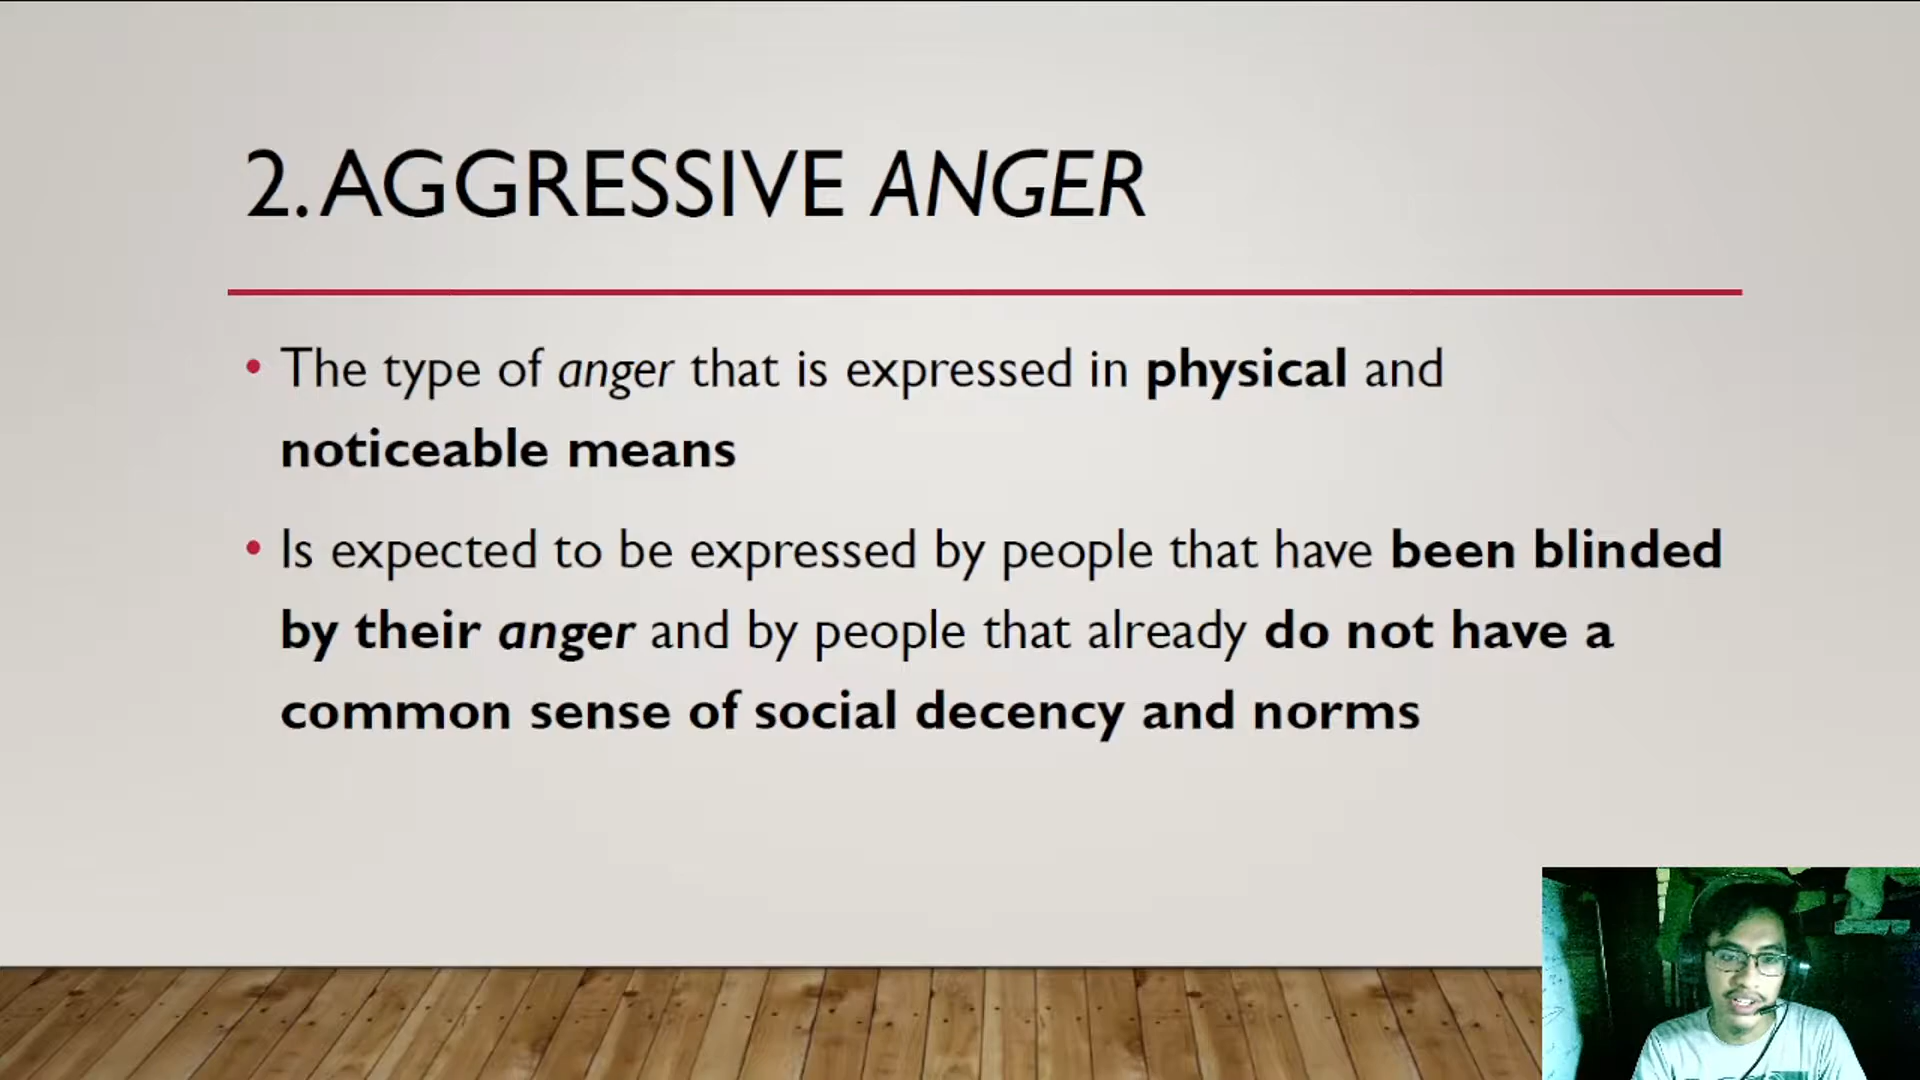 2. AGGRESSIVE ANGER
• The type of anger that is expressed in physical and
noticeable means
• Is expected to be expressed by people that have been blinded
by their anger and by people that already do not have a
common sense of social decency and norms